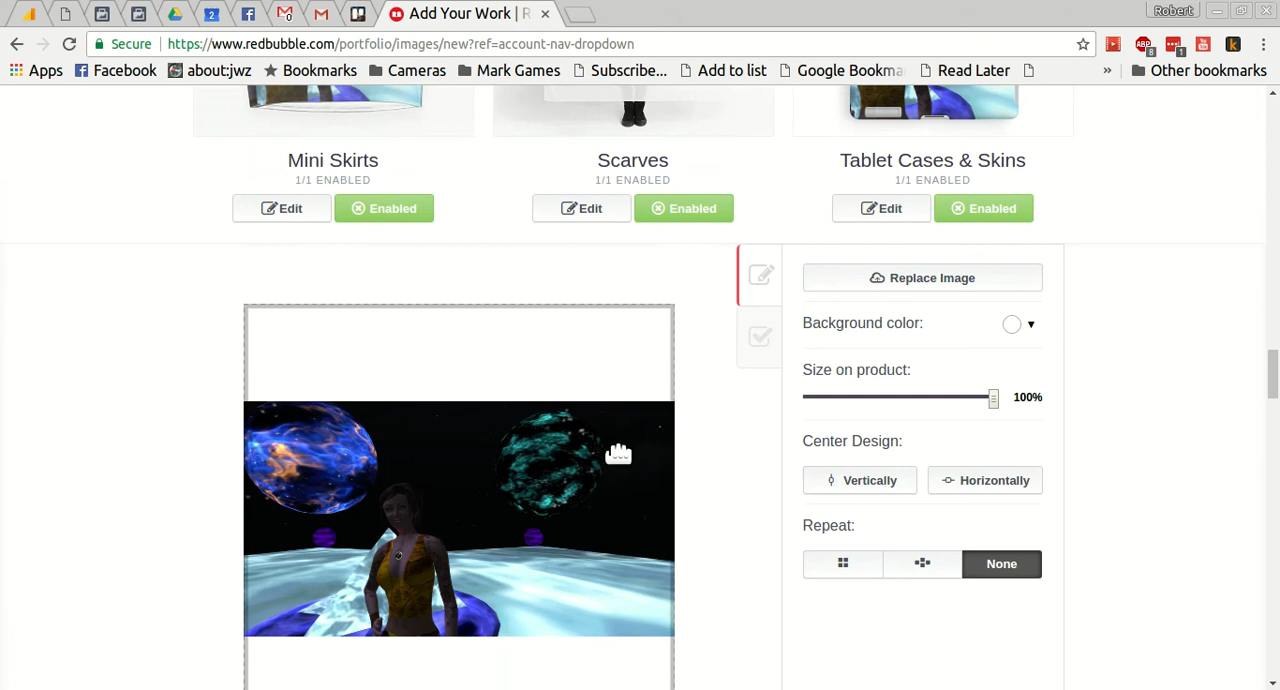 Add Your Work | R
Robert
Secure https://www.redbubble.com/portfolio/images/new?ref=account-nav-dropdown
Apps Facebook about:jwz Bookmarks Cameras Mark Games Subscribe... Add to list Google Bookma Read Later » Other bookmarks
Mini Skirts Scarves Tablet Cases & Skins
1/1 ENABLED 1/1 ENABLED 1/1 ENABLED
Edit Enabled Edit Enabled Edit Enabled
Replace Image
Background color:
Size on product:
100%
Center Design:
Vertically Horizontally
Repeat:
None